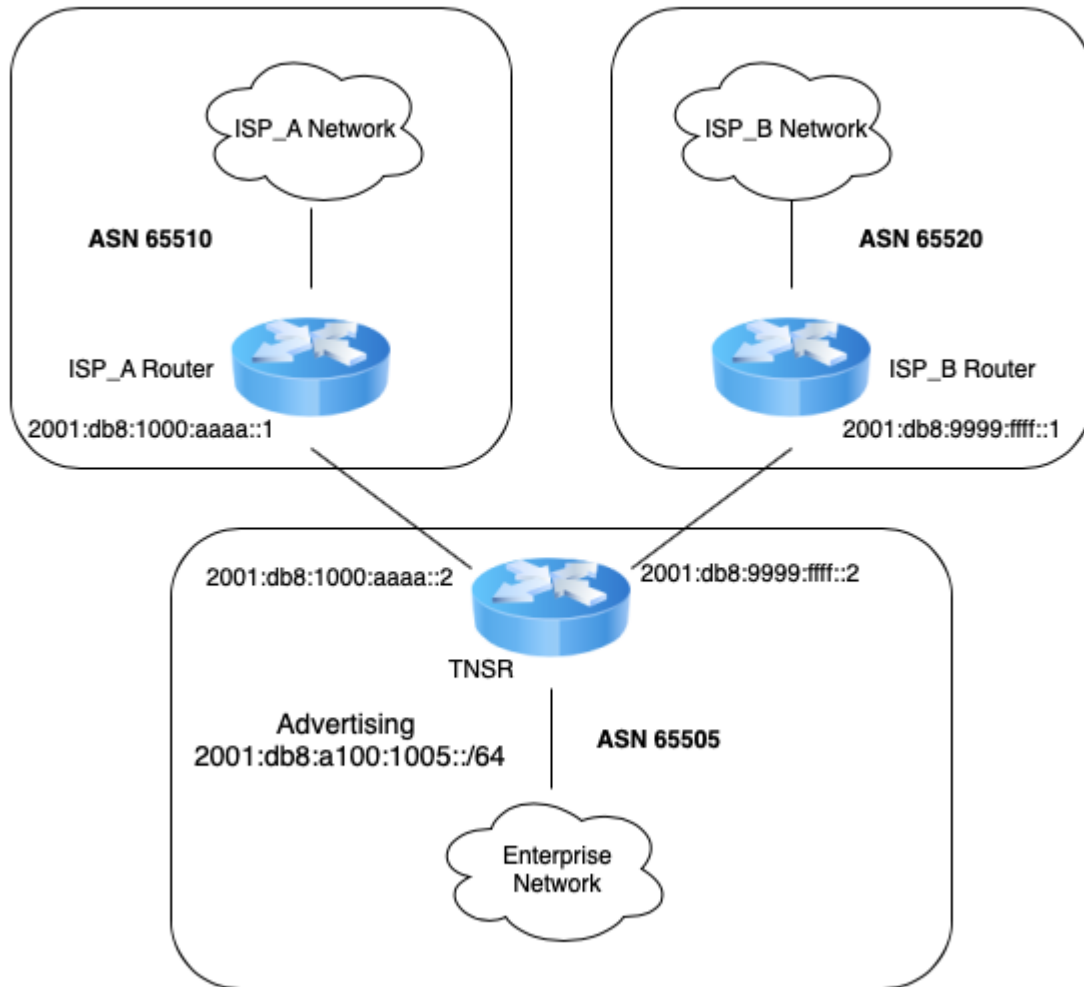 ISP_A Network
ISP_B Network
ASN 65510
ASN 65520
ISP_A Router
ISP_B Router
2001:db8:1000:aaaa::1
2001:db8:9999:ffff::1
2001:db8:1000:aaaa::2
2001:db8:9999:ffff::2
TNSR
Advertising
2001:db8:a100:1005::/64
ASN 65505
Enterprise
Network